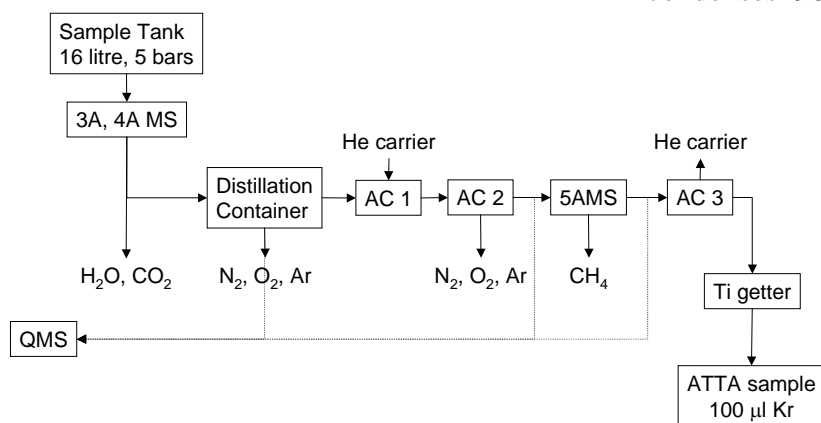 Sample Tank
16 litre, 5 bars
3A, 4A MS
He carrier
He carrier
Distillation
Container
AC 1
AC 2
5AMS
AC 3
H₂O, CO₂
N₂, O₂, Ar
N₂, O₂, Ar
CH₄
Ti getter
QMS
ATTA sample
100 μl Kr